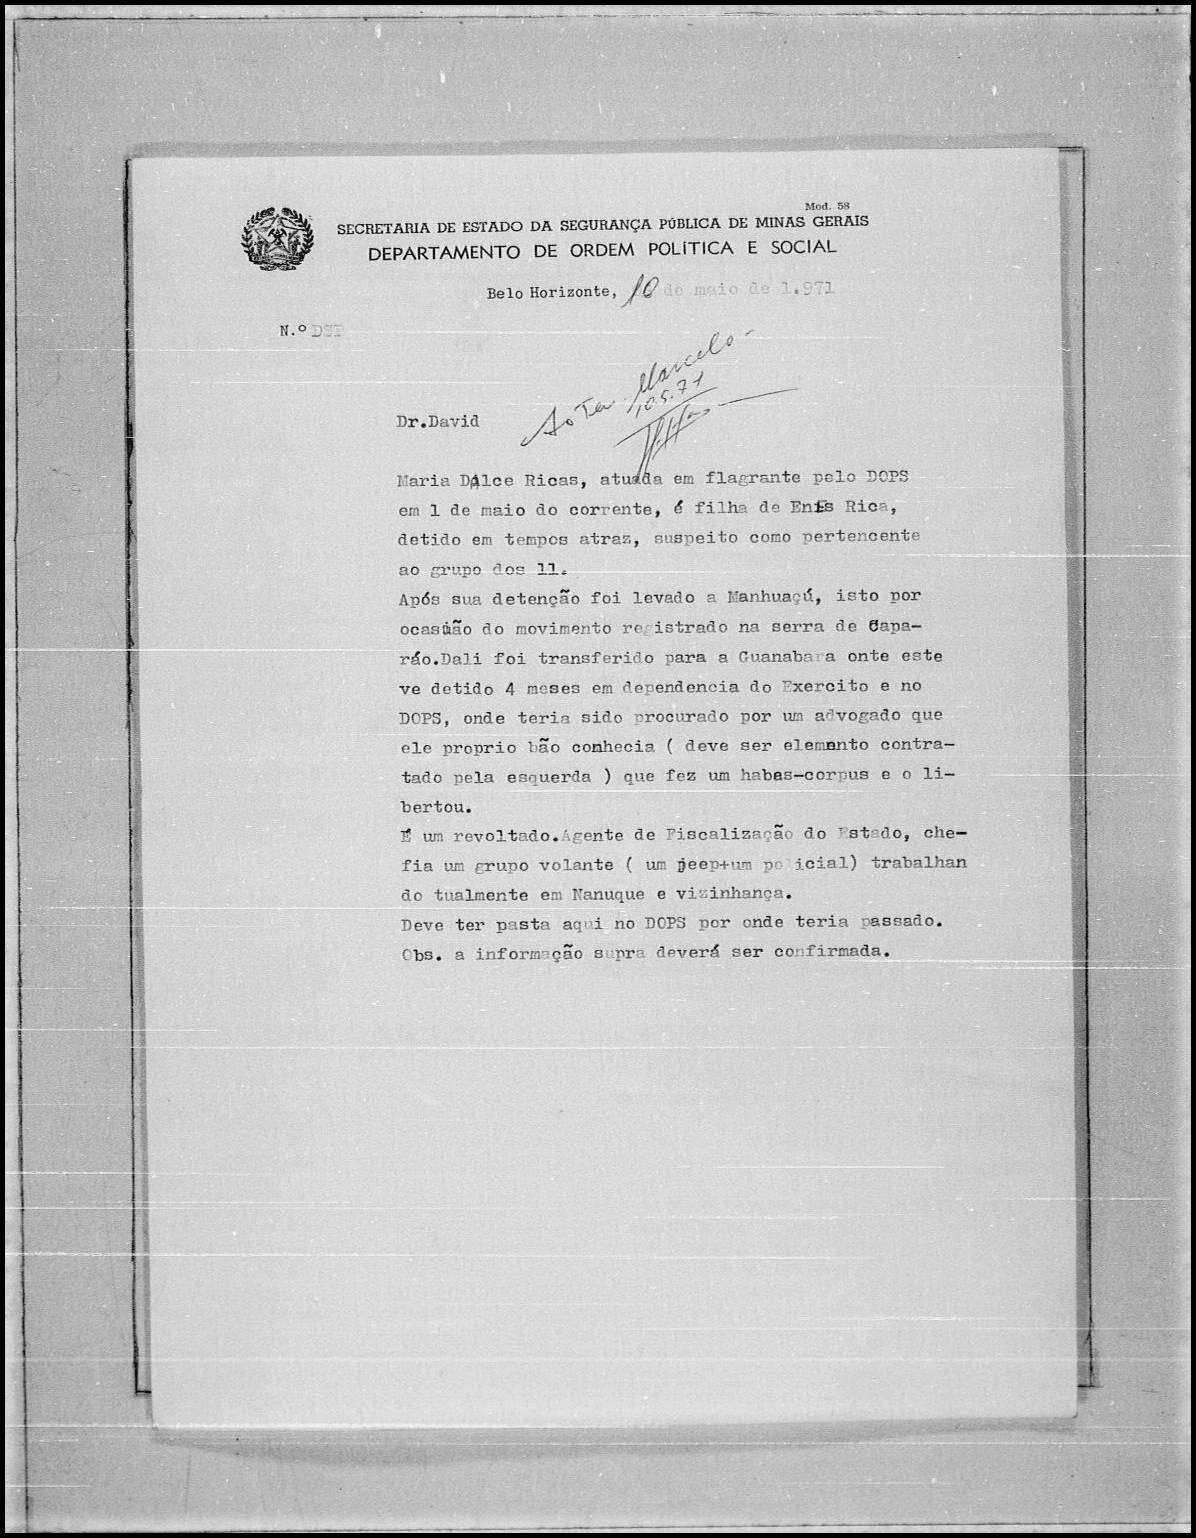 Mod. 58
SECRETARIA DE ESTADO DA SEGURANÇA PÚBLICA DE MINAS GERAIS
DEPARTAMENTO DE ORDEM POLÍTICA E SOCIAL
Belo Horizonte, 10 de maio de 1.971
N.º DSP
Ao Ten. Marcelo -
10.5.71
Dr.David
Maria Dalce Ricas, atuada em flagrante pelo DOPS
em 1 de maio do corrente, é filha de Enis Rica,
detido em tempos atraz, suspeito como pertencente
ao grupo dos 11.
Após sua detenção foi levado a Manhuaçú, isto por
ocasião do movimento registrado na serra de Capa-
ráo.Dali foi transferido para a Guanabara onte este
ve detido 4 meses em dependencia do Exercito e no
DOPS, onde teria sido procurado por um advogado que
ele proprio bão conhecia ( deve ser elemento contra-
tado pela esquerda ) que fez um habes-corpus e o li-
bertou.
É um revoltado.Agente de Fiscalização do Estado, che-
fia um grupo volante ( um jeep+um policial) trabalhan
do tualmente em Nanuque e vizinhança.
Deve ter pasta aqui no DOPS por onde teria passado.
Obs. a informação supra deverá ser confirmada.